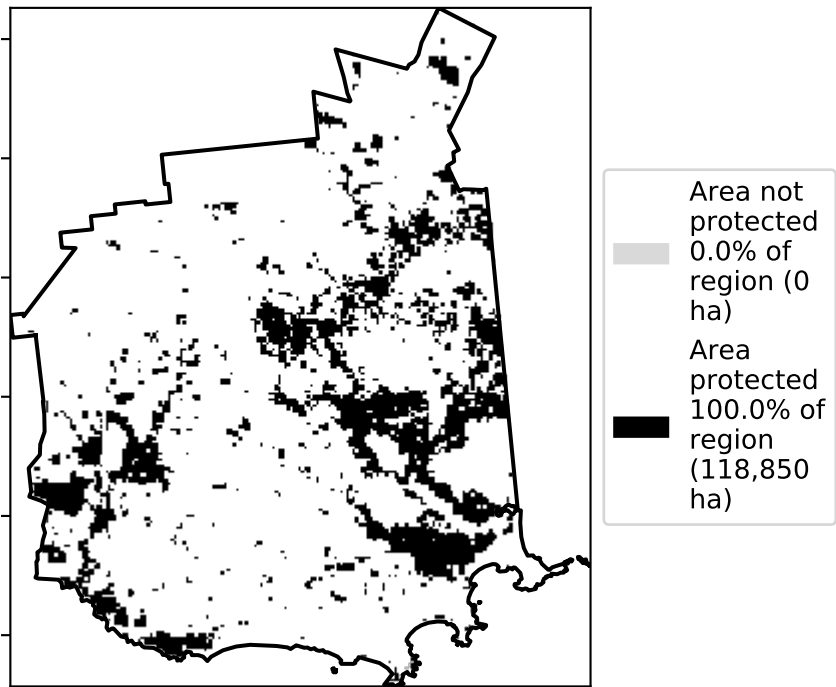 Area not
protected
0.0% of
region (0
ha)
Area
protected
100.0% of
region
(118,850
ha)